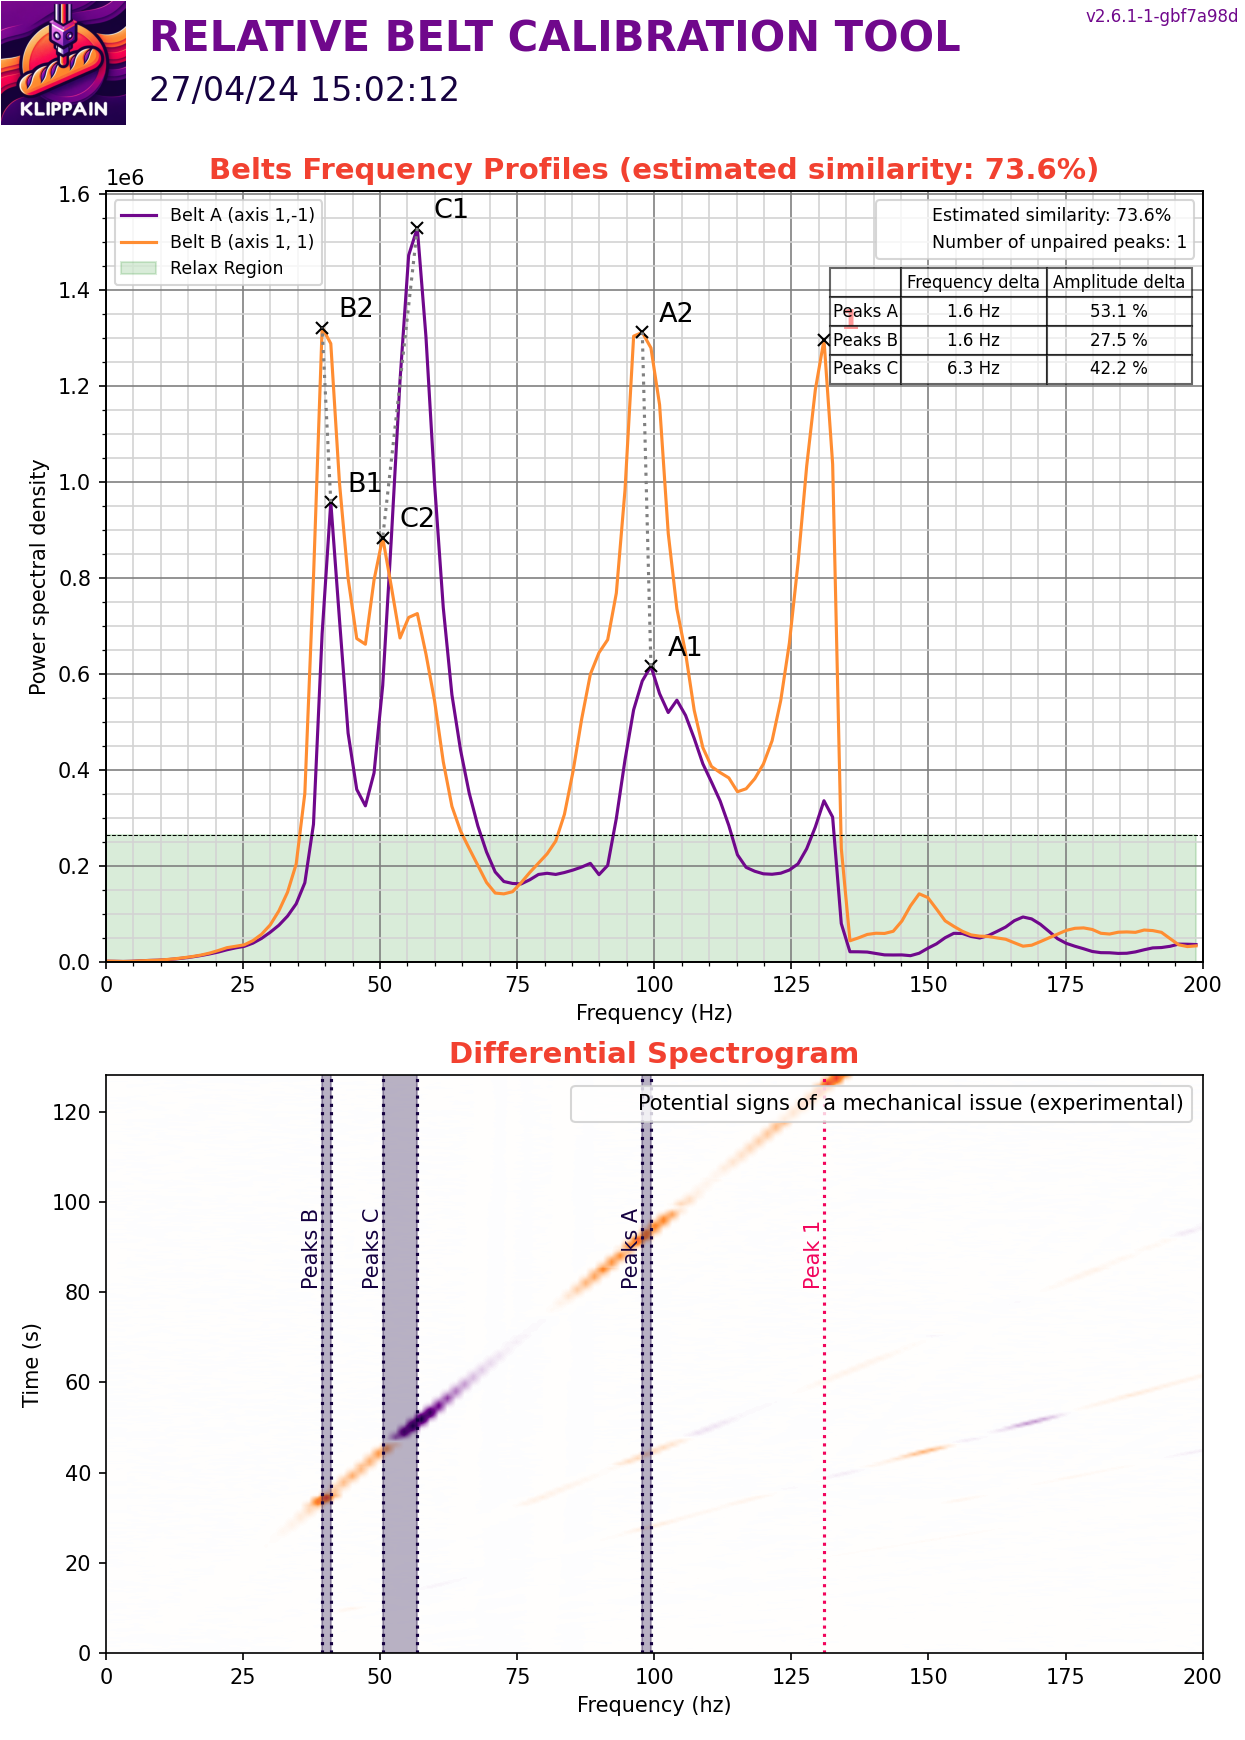 KLIPPAIN
RELATIVE BELT CALIBRATION TOOL
27/04/24 15:02:12
v2.6.1-1-gbf7a98d
Belts Frequency Profiles (estimated similarity: 73.6%)
1e6
Belt A (axis 1,-1)
Belt B (axis 1, 1)
Relax Region
Estimated similarity: 73.6%
Number of unpaired peaks: 1
Frequency delta Amplitude delta
Peaks A 1.6 Hz 53.1 %
Peaks B 1.6 Hz 27.5 %
Peaks C 6.3 Hz 42.2 %
C1
B2
A2
1
B1
C2
A1
Power spectral density
1.6
1.4
1.2
1.0
0.8
0.6
0.4
0.2
0.0
0 25 50 75 100 125 150 175 200
Frequency (Hz)
Differential Spectrogram
Potential signs of a mechanical issue (experimental)
Peaks B
Peaks C
Peaks A
Peak 1
Time (s)
120
100
80
60
40
20
0
0 25 50 75 100 125 150 175 200
Frequency (hz)